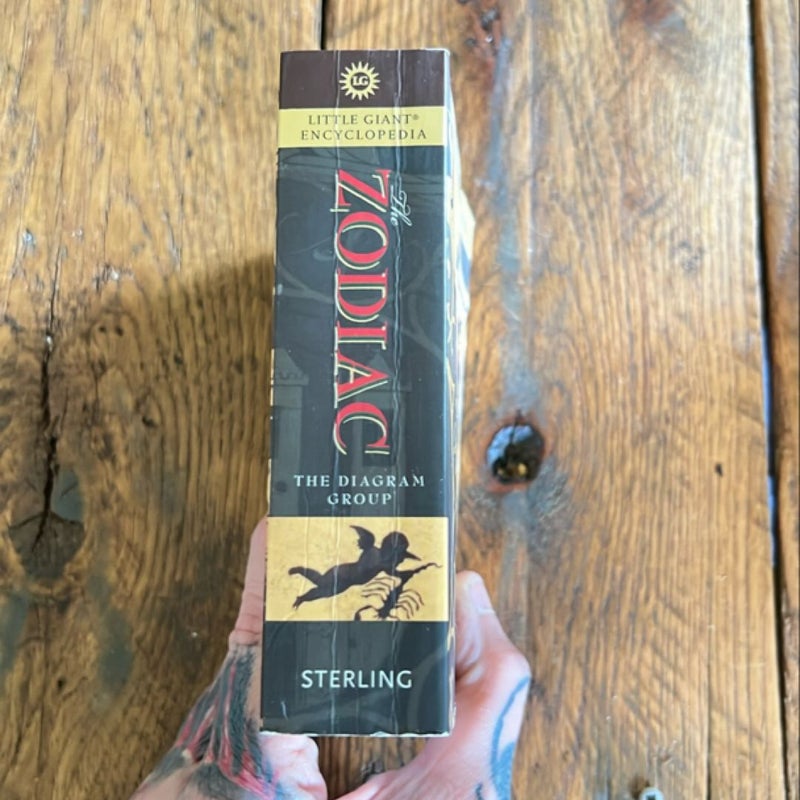 LG
LITTLE GIANT®
ENCYCLOPEDIA
The
ZODIAC
THE DIAGRAM
GROUP
STERLING